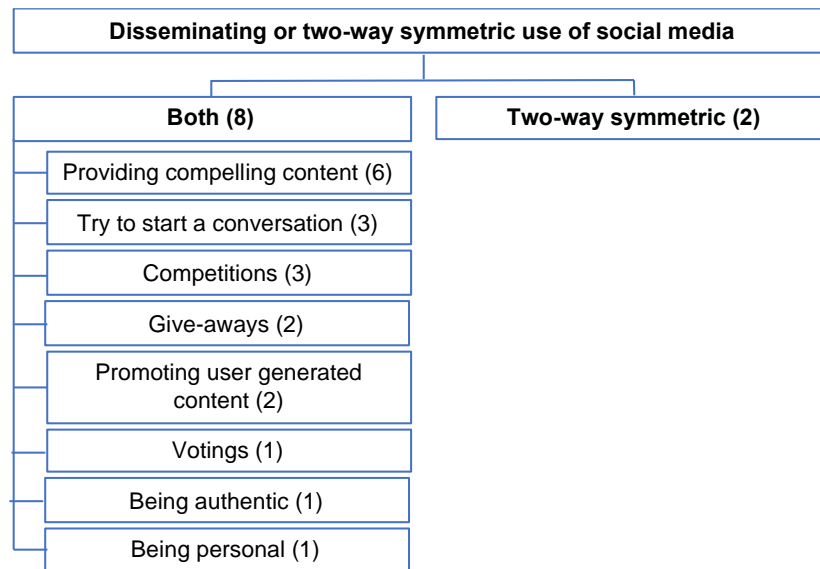 Disseminating or two-way symmetric use of social media
Both (8)
Two-way symmetric (2)
Providing compelling content (6)
Try to start a conversation (3)
Competitions (3)
Give-aways (2)
Promoting user generated
content (2)
Votings (1)
Being authentic (1)
Being personal (1)